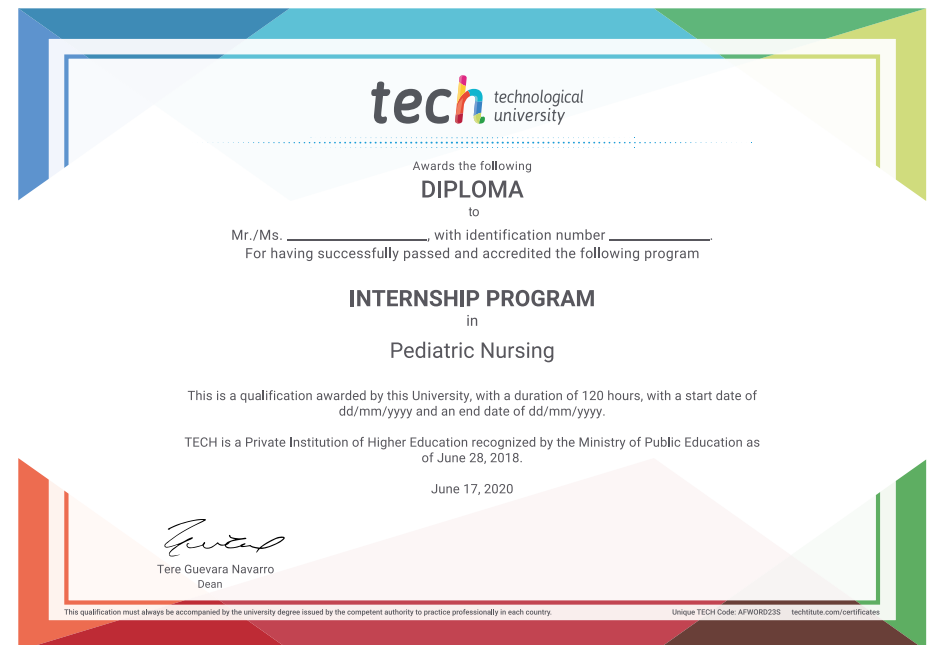 tech technological
university
Awards the following
DIPLOMA
to
Mr./Ms. ____________________, with identification number ______________.
For having successfully passed and accredited the following program
INTERNSHIP PROGRAM
in
Pediatric Nursing
This is a qualification awarded by this University, with a duration of 120 hours, with a start date of
dd/mm/yyyy and an end date of dd/mm/yyyy.
TECH is a Private Institution of Higher Education recognized by the Ministry of Public Education as
of June 28, 2018.
June 17, 2020
Tere Guevara Navarro
Dean
This qualification must always be accompanied by the university degree issued by the competent authority to practice professionally in each country. Unique TECH Code: AFWORD23S techtitute.com/certificates